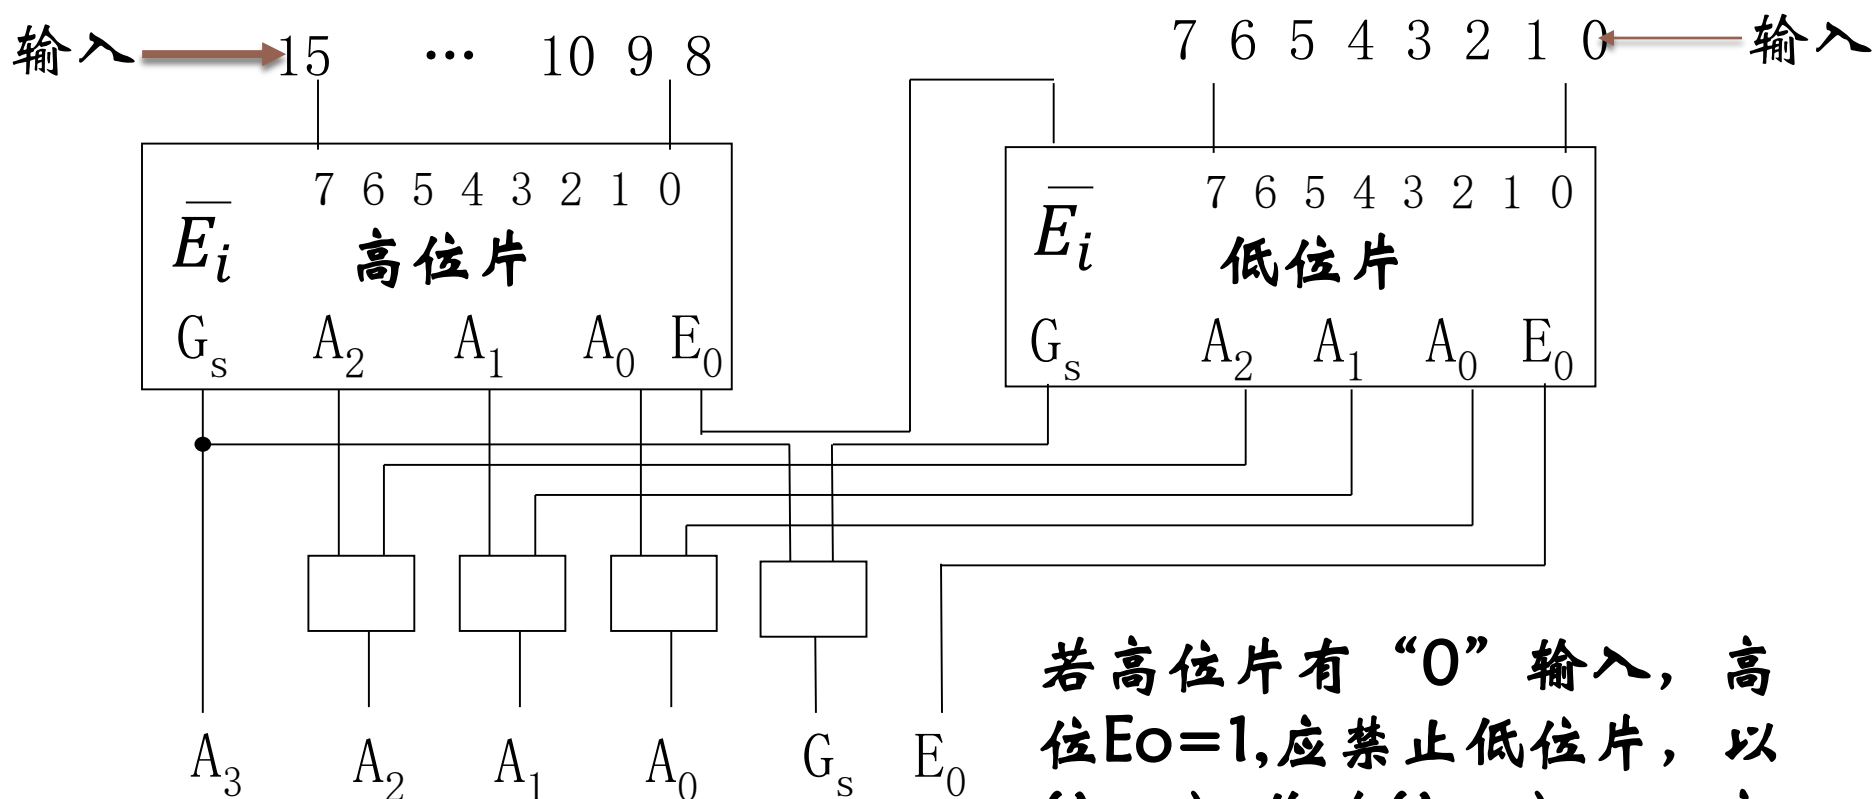 输入 15 ... 10 9 8
7 6 5 4 3 2 1 0 输入
7 6 5 4 3 2 1 0
E̅ᵢ 高位片
Gₛ A₂ A₁ A₀ E₀
7 6 5 4 3 2 1 0
E̅ᵢ 低位片
Gₛ A₂ A₁ A₀ E₀
A₃ A₂ A₁ A₀ Gₛ E₀
若高位片有“0”输入，高
位Eo=1,应禁止低位片，以